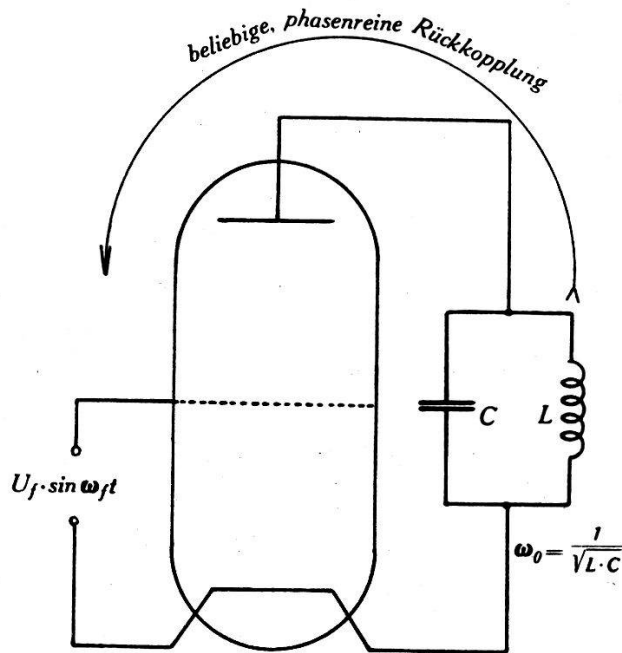 beliebige, phasenreine Rückkopplung
C
L
U_f·sin ω_f t
ω_0 = 1/√(L·C)